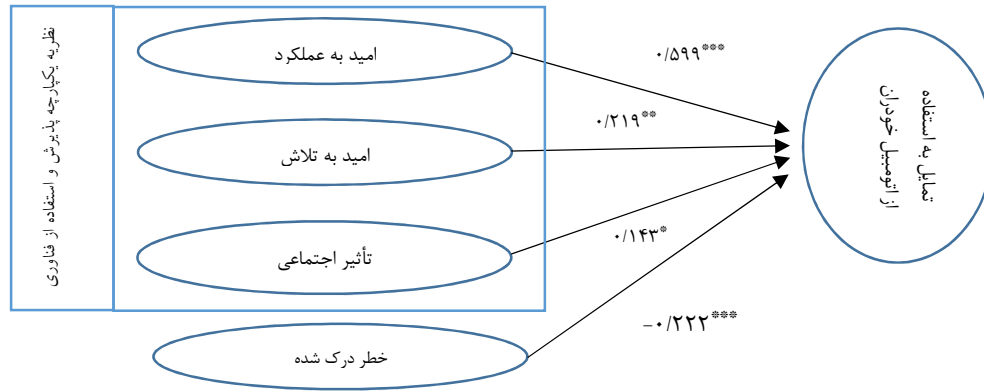 نظریه یکپارچه پذیرش و استفاده از فناوری
امید به عملکرد
۰/۵۹۹***
امید به تلاش
۰/۲۱۹**
تأثیر اجتماعی
۰/۱۴۳*
خطر درک شده
-۰/۲۲۲***
تمایل به استفاده
از اتومبیل خودران